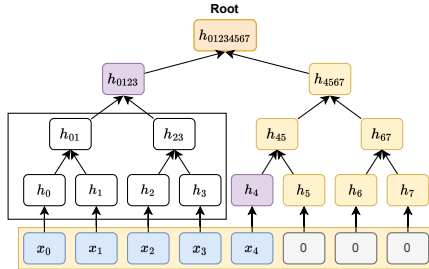 Root
h₀₁₂₃₄₅₆₇
h₀₁₂₃ h₄₅₆₇
h₀₁ h₂₃ h₄₅ h₆₇
h₀ h₁ h₂ h₃ h₄ h₅ h₆ h₇
x₀ x₁ x₂ x₃ x₄ 0 0 0